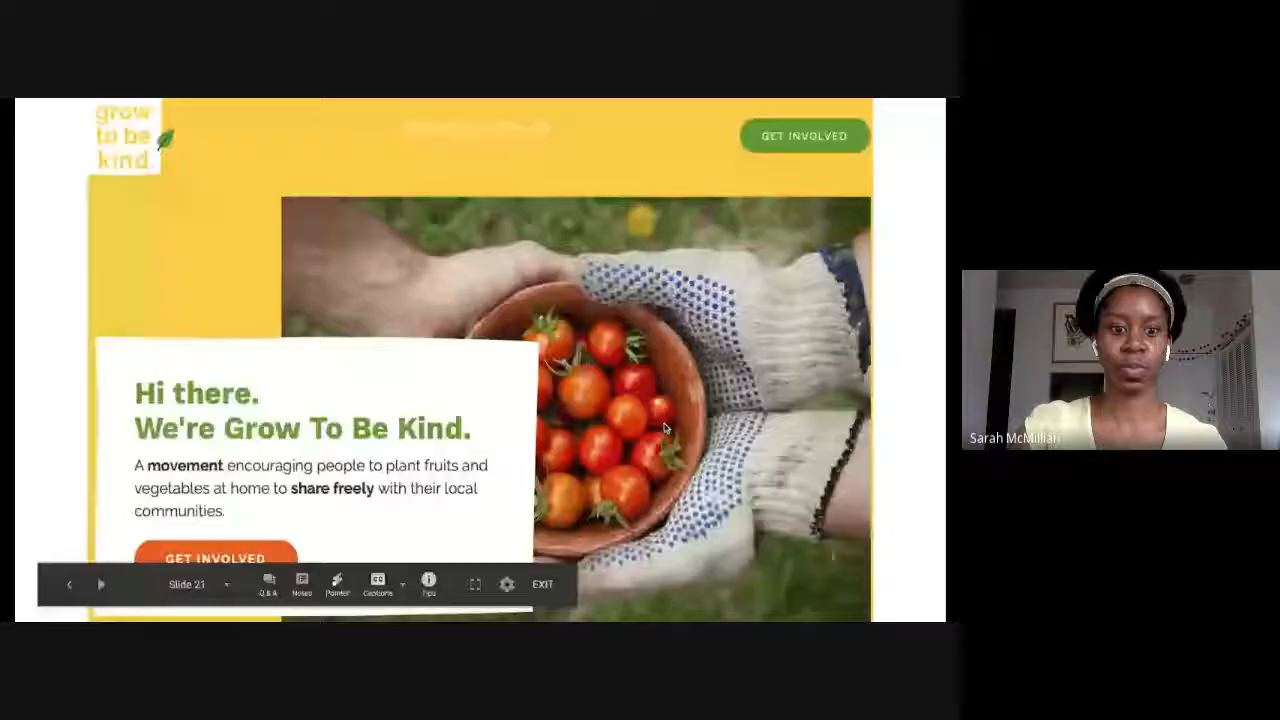 grow
to be
kind.
GET INVOLVED
Hi there.
We're Grow To Be Kind.
A movement encouraging people to plant fruits and
vegetables at home to share freely with their local
communities.
GET INVOLVED
Slide 21
Q & A
Notes
Pointer
Captions
Tips
EXIT
Sarah McMillian